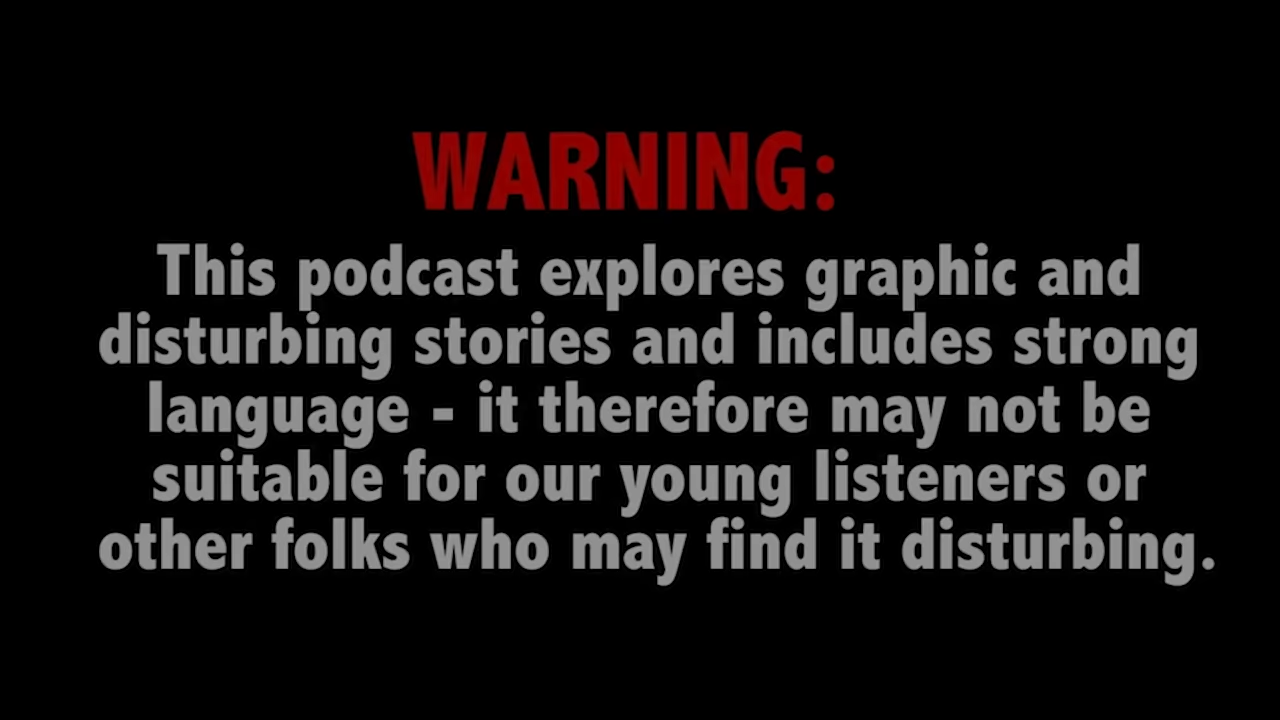 WARNING:
This podcast explores graphic and
disturbing stories and includes strong
language - it therefore may not be
suitable for our young listeners or
other folks who may find it disturbing.